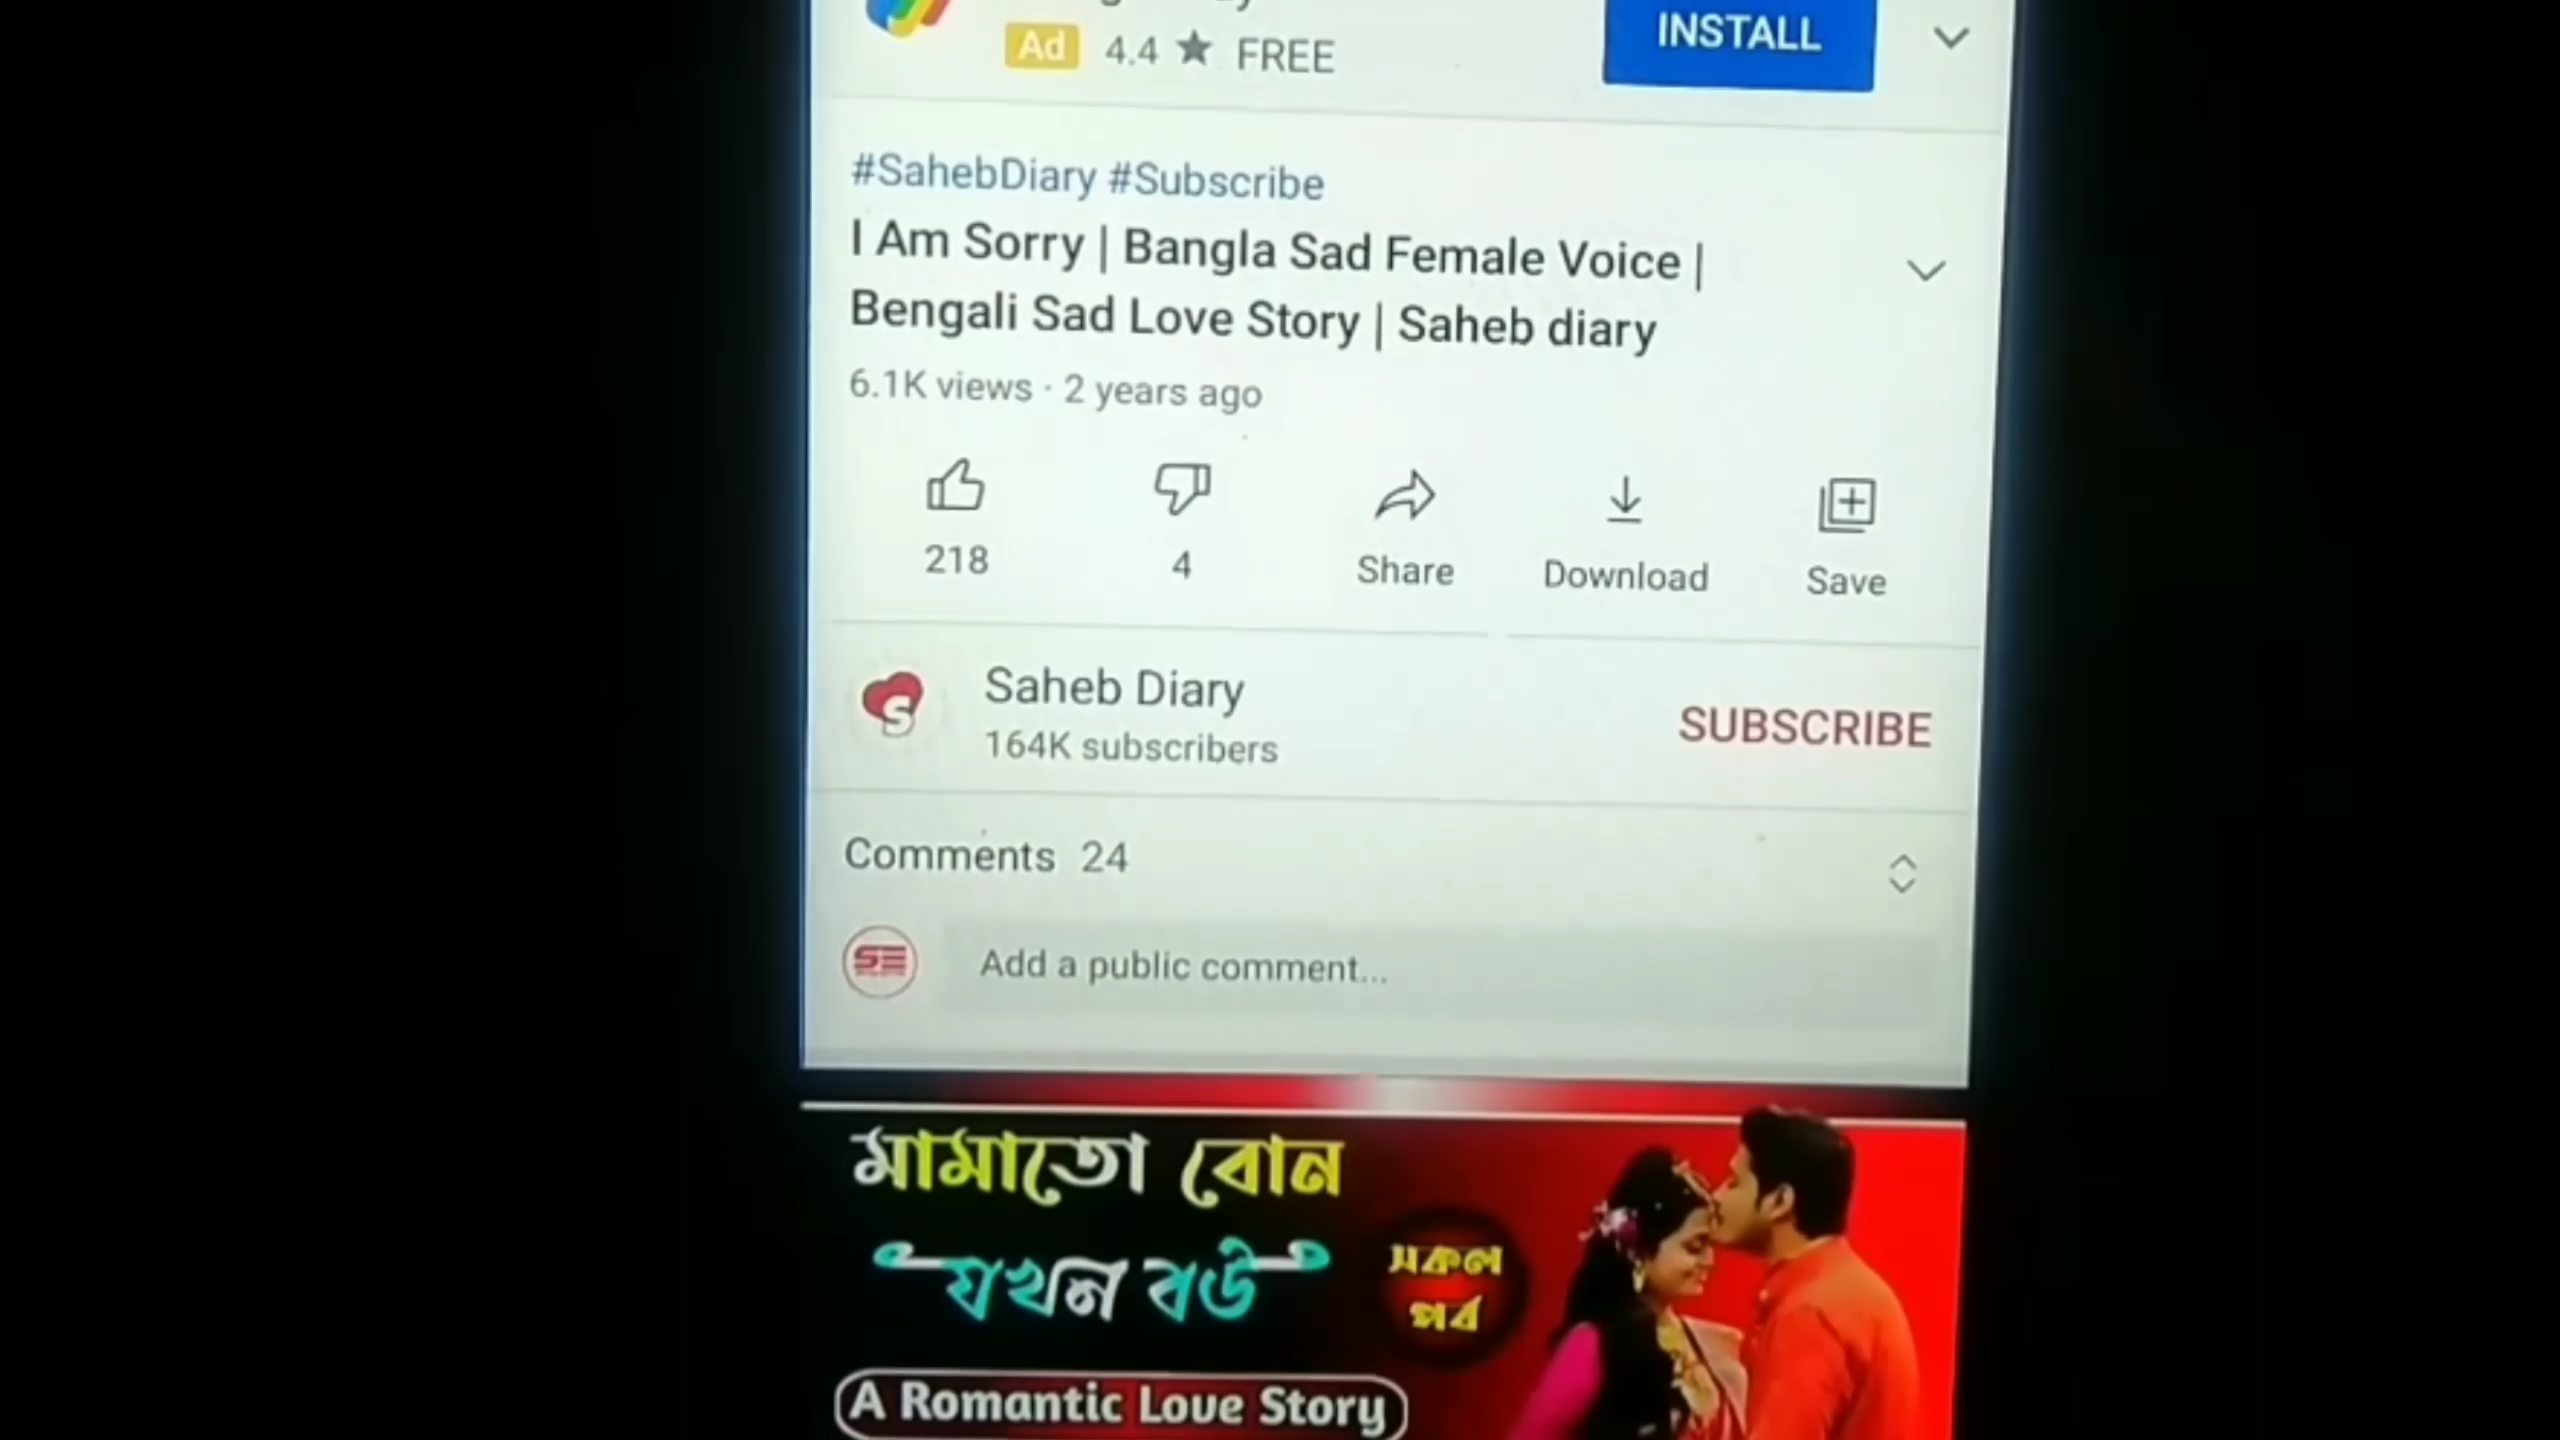 Ad 4.4 ★ FREE
INSTALL
#SahebDiary #Subscribe
I Am Sorry | Bangla Sad Female Voice |
Bengali Sad Love Story | Saheb diary
6.1K views · 2 years ago
218
4
Share
Download
Save
S
Saheb Diary
164K subscribers
SUBSCRIBE
Comments 24
SE
Add a public comment...
মামাতো বোন
যখন বউ
সকল
পর্ব
A Romantic Love Story